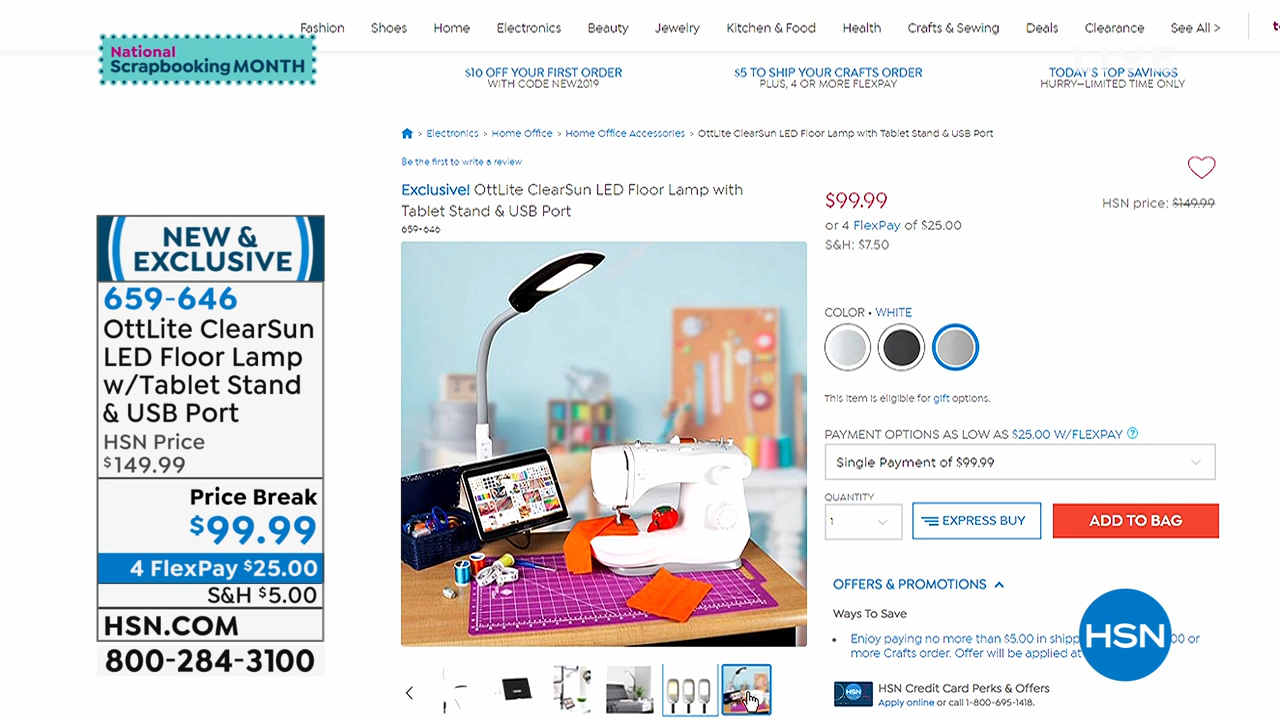 Fashion Shoes Home Electronics Beauty Jewelry Kitchen & Food Health Crafts & Sewing Deals Clearance See All >
National
Scrapbooking MONTH
LIVE
$10 OFF YOUR FIRST ORDER
WITH CODE NEW2019
$5 TO SHIP YOUR CRAFTS ORDER
PLUS, 4 OR MORE FLEXPAY
TODAY'S TOP SAVINGS
HURRY—LIMITED TIME ONLY
> Electronics > Home Office > Home Office Accessories > OttLite ClearSun LED Floor Lamp with Tablet Stand & USB Port
Be the first to write a review
Exclusive! OttLite ClearSun LED Floor Lamp with
Tablet Stand & USB Port
659-646
$99.99
HSN price: $149.99
or 4 FlexPay of $25.00
S&H: $7.50
COLOR • WHITE
This item is eligible for gift options.
PAYMENT OPTIONS AS LOW AS $25.00 W/FLEXPAY ?
Single Payment of $99.99
QUANTITY
1
EXPRESS BUY
ADD TO BAG
OFFERS & PROMOTIONS
Ways To Save
• Enjoy paying no more than $5.00 in shipp 00 or
more Crafts order. Offer will be applied at
HSN
HSN
HSN Credit Card Perks & Offers
Apply online or call 1-800-695-1418.
NEW &
EXCLUSIVE
659-646
OttLite ClearSun
LED Floor Lamp
w/Tablet Stand
& USB Port
HSN Price
$149.99
Price Break
$99.99
4 FlexPay $25.00
S&H $5.00
HSN.COM
800-284-3100